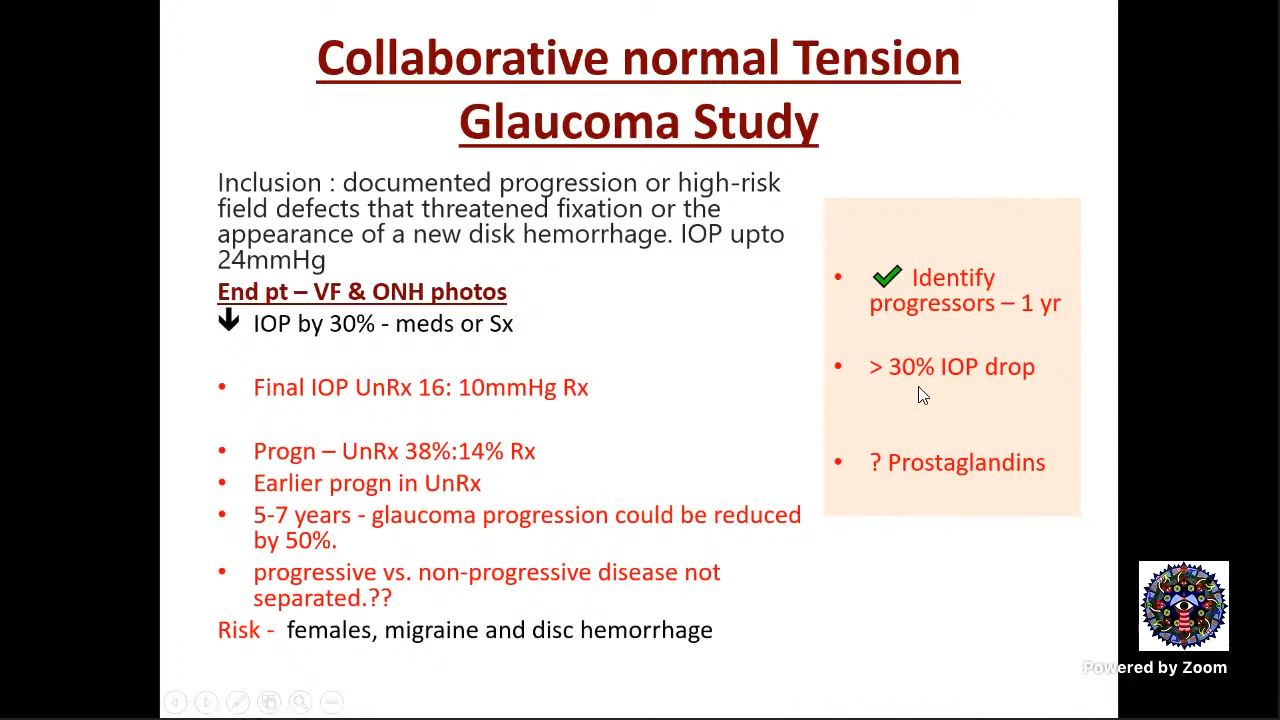 Collaborative normal Tension
Glaucoma Study
Inclusion : documented progression or high-risk
field defects that threatened fixation or the
appearance of a new disk hemorrhage. IOP upto
24mmHg
End pt – VF & ONH photos
IOP by 30% - meds or Sx
• Final IOP UnRx 16: 10mmHg Rx
• Progn – UnRx 38%:14% Rx
• Earlier progn in UnRx
• 5-7 years - glaucoma progression could be reduced
by 50%.
• progressive vs. non-progressive disease not
separated.??
Risk - females, migraine and disc hemorrhage
• Identify
progressors – 1 yr
• > 30% IOP drop
• ? Prostaglandins
Powered by Zoom